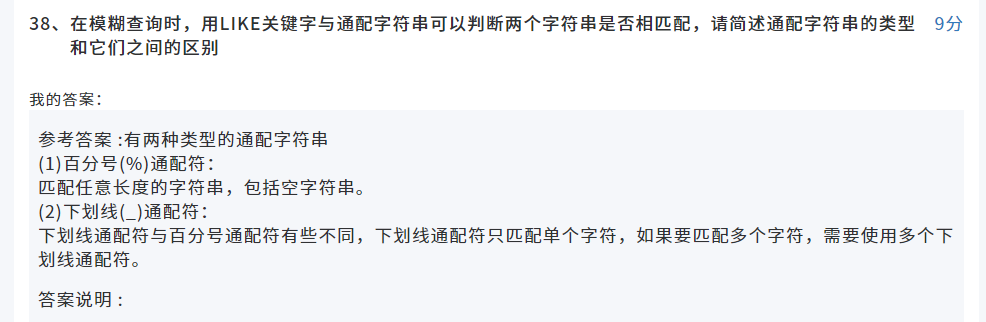 38、在模糊查询时，用LIKE关键字与通配字符串可以判断两个字符串是否相匹配，请简述通配字符串的类型 9分
和它们之间的区别
我的答案：
参考答案 :有两种类型的通配字符串
(1)百分号(%)通配符：
匹配任意长度的字符串，包括空字符串。
(2)下划线(_)通配符：
下划线通配符与百分号通配符有些不同，下划线通配符只匹配单个字符，如果要匹配多个字符，需要使用多个下
划线通配符。
答案说明 :